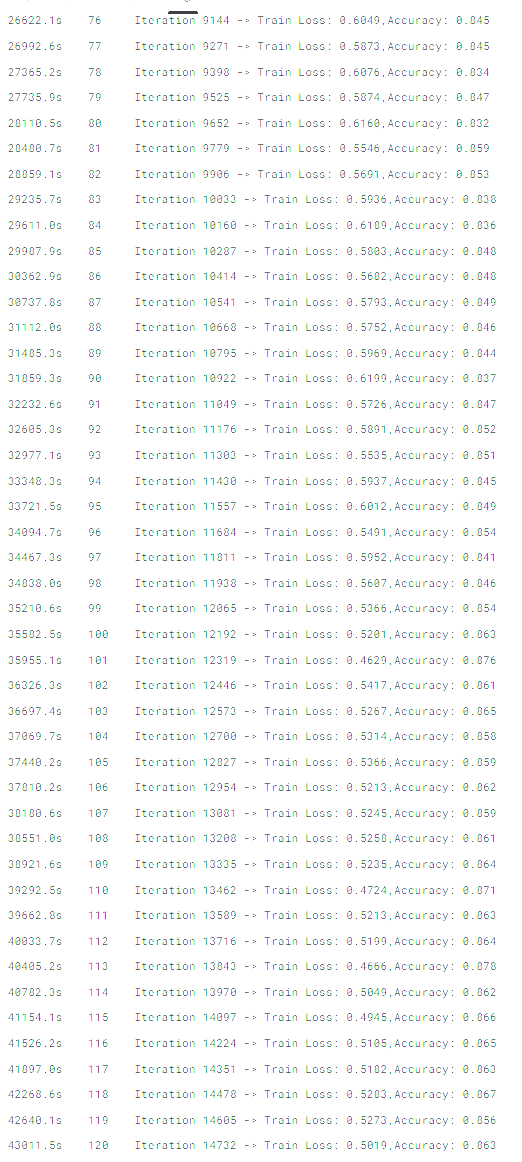 26622.1s 76 Iteration 9144 -> Train Loss: 0.6049,Accuracy: 0.845
26992.6s 77 Iteration 9271 -> Train Loss: 0.5873,Accuracy: 0.845
27365.2s 78 Iteration 9398 -> Train Loss: 0.6076,Accuracy: 0.834
27735.9s 79 Iteration 9525 -> Train Loss: 0.5874,Accuracy: 0.847
28110.5s 80 Iteration 9652 -> Train Loss: 0.6160,Accuracy: 0.832
28480.7s 81 Iteration 9779 -> Train Loss: 0.5546,Accuracy: 0.859
28859.1s 82 Iteration 9906 -> Train Loss: 0.5691,Accuracy: 0.853
29235.7s 83 Iteration 10033 -> Train Loss: 0.5936,Accuracy: 0.838
29611.0s 84 Iteration 10160 -> Train Loss: 0.6189,Accuracy: 0.836
29987.9s 85 Iteration 10287 -> Train Loss: 0.5803,Accuracy: 0.848
30362.9s 86 Iteration 10414 -> Train Loss: 0.5682,Accuracy: 0.848
30737.8s 87 Iteration 10541 -> Train Loss: 0.5793,Accuracy: 0.849
31112.0s 88 Iteration 10668 -> Train Loss: 0.5752,Accuracy: 0.846
31485.3s 89 Iteration 10795 -> Train Loss: 0.5969,Accuracy: 0.844
31859.3s 90 Iteration 10922 -> Train Loss: 0.6199,Accuracy: 0.837
32232.6s 91 Iteration 11049 -> Train Loss: 0.5726,Accuracy: 0.847
32605.3s 92 Iteration 11176 -> Train Loss: 0.5891,Accuracy: 0.852
32977.1s 93 Iteration 11303 -> Train Loss: 0.5535,Accuracy: 0.851
33348.3s 94 Iteration 11430 -> Train Loss: 0.5937,Accuracy: 0.845
33721.5s 95 Iteration 11557 -> Train Loss: 0.6012,Accuracy: 0.849
34094.7s 96 Iteration 11684 -> Train Loss: 0.5491,Accuracy: 0.854
34467.3s 97 Iteration 11811 -> Train Loss: 0.5952,Accuracy: 0.841
34838.0s 98 Iteration 11938 -> Train Loss: 0.5607,Accuracy: 0.846
35210.6s 99 Iteration 12065 -> Train Loss: 0.5366,Accuracy: 0.854
35582.5s 100 Iteration 12192 -> Train Loss: 0.5201,Accuracy: 0.863
35955.1s 101 Iteration 12319 -> Train Loss: 0.4629,Accuracy: 0.876
36326.3s 102 Iteration 12446 -> Train Loss: 0.5417,Accuracy: 0.861
36697.4s 103 Iteration 12573 -> Train Loss: 0.5267,Accuracy: 0.865
37069.7s 104 Iteration 12700 -> Train Loss: 0.5314,Accuracy: 0.858
37440.2s 105 Iteration 12827 -> Train Loss: 0.5366,Accuracy: 0.859
37810.2s 106 Iteration 12954 -> Train Loss: 0.5213,Accuracy: 0.862
38180.6s 107 Iteration 13081 -> Train Loss: 0.5245,Accuracy: 0.859
38551.0s 108 Iteration 13208 -> Train Loss: 0.5258,Accuracy: 0.861
38921.6s 109 Iteration 13335 -> Train Loss: 0.5235,Accuracy: 0.864
39292.5s 110 Iteration 13462 -> Train Loss: 0.4724,Accuracy: 0.871
39662.8s 111 Iteration 13589 -> Train Loss: 0.5213,Accuracy: 0.863
40033.7s 112 Iteration 13716 -> Train Loss: 0.5199,Accuracy: 0.864
40405.2s 113 Iteration 13843 -> Train Loss: 0.4666,Accuracy: 0.878
40782.3s 114 Iteration 13970 -> Train Loss: 0.5049,Accuracy: 0.862
41154.1s 115 Iteration 14097 -> Train Loss: 0.4945,Accuracy: 0.866
41526.2s 116 Iteration 14224 -> Train Loss: 0.5105,Accuracy: 0.865
41897.0s 117 Iteration 14351 -> Train Loss: 0.5182,Accuracy: 0.863
42268.6s 118 Iteration 14478 -> Train Loss: 0.5283,Accuracy: 0.867
42640.1s 119 Iteration 14605 -> Train Loss: 0.5273,Accuracy: 0.856
43011.5s 120 Iteration 14732 -> Train Loss: 0.5019,Accuracy: 0.863